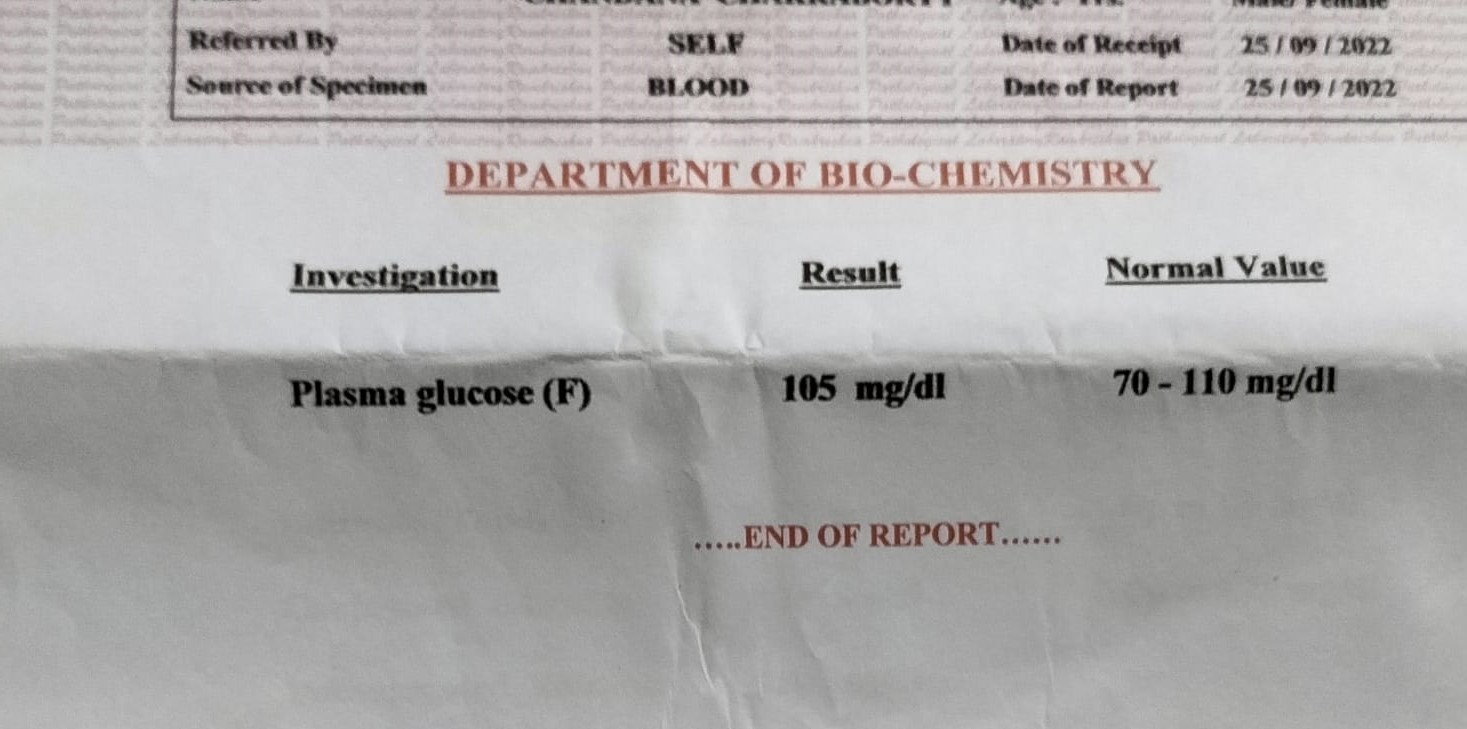 Referred By SELF Date of Receipt 25 / 09 / 2022
Source of Specimen BLOOD Date of Report 25 / 09 / 2022
DEPARTMENT OF BIO-CHEMISTRY
Investigation Result Normal Value
Plasma glucose (F) 105 mg/dl 70 - 110 mg/dl
.....END OF REPORT......